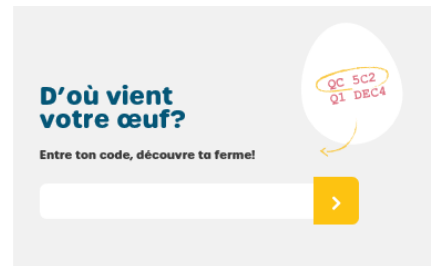 D'où vient
votre œuf?
Entre ton code, découvre ta ferme!
QC 5C2
Q1 DEC4